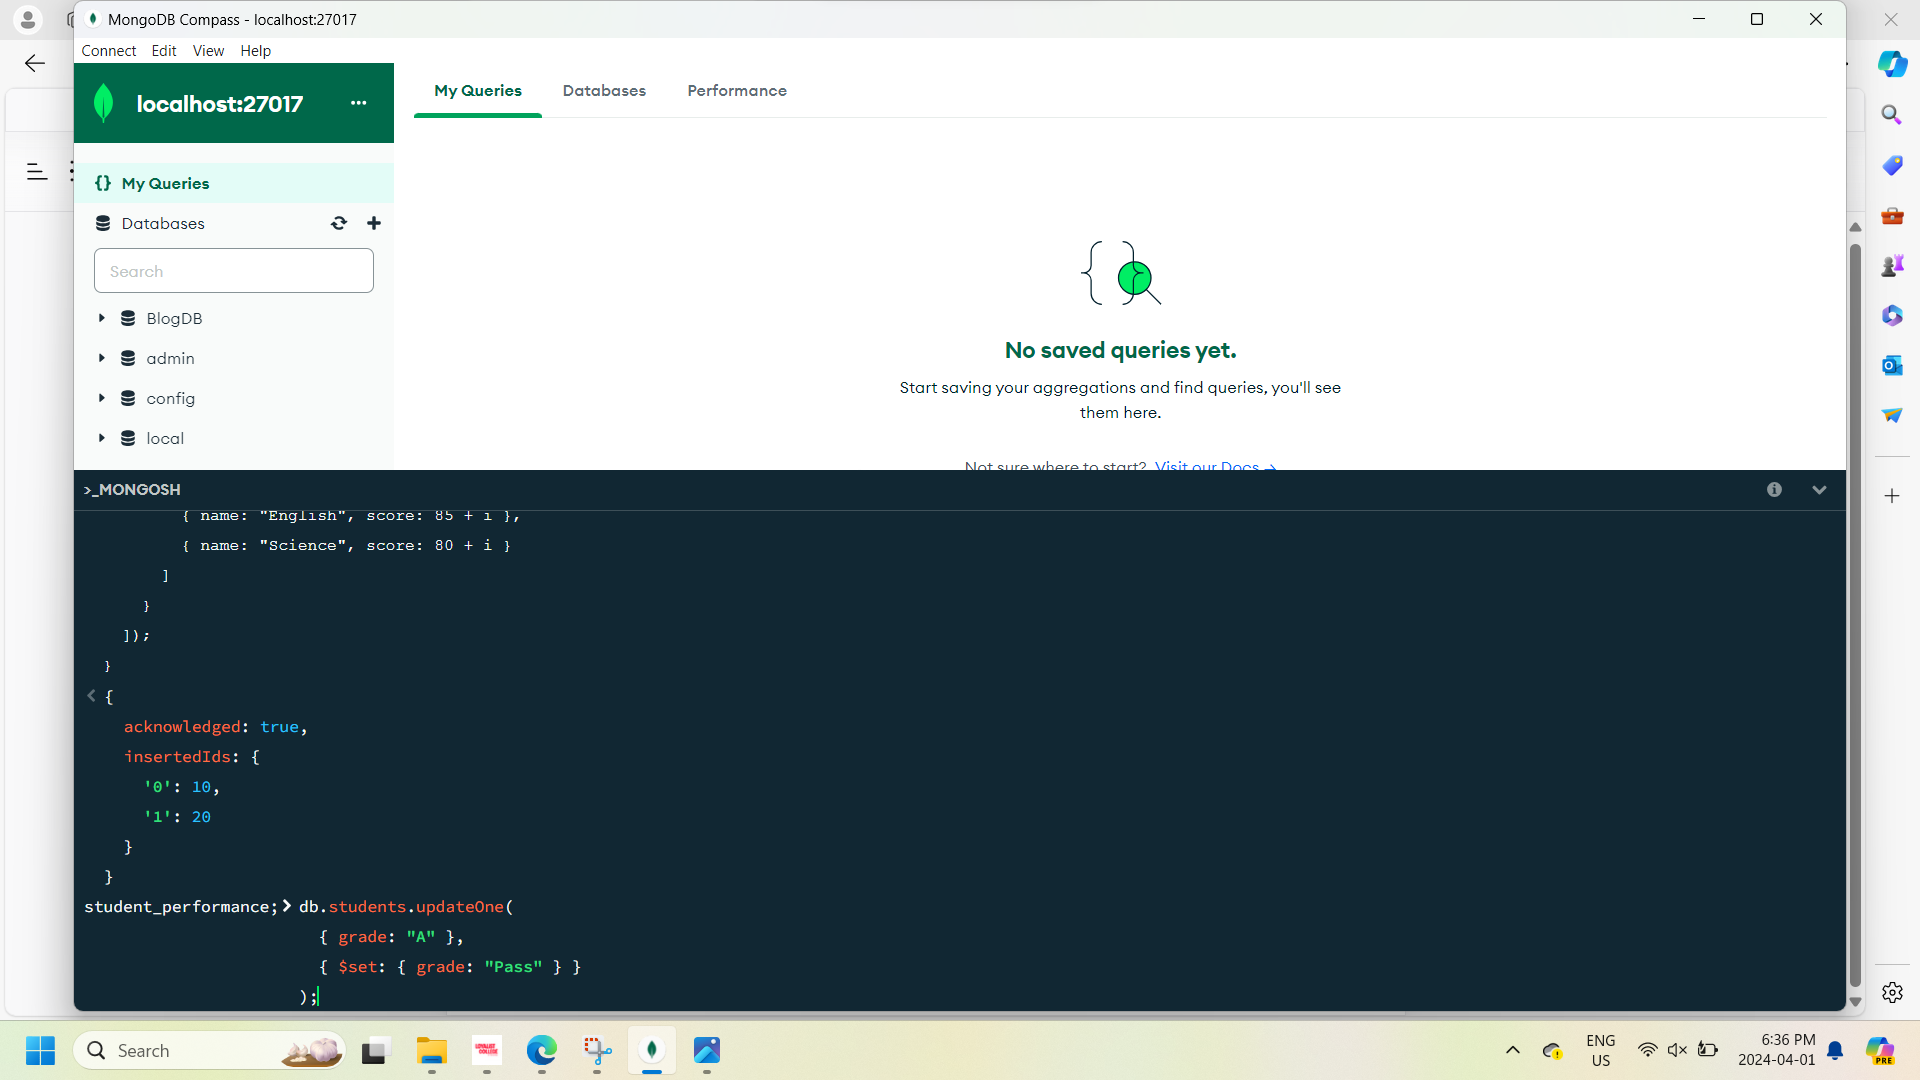 MongoDB Compass - localhost:27017
Connect Edit View Help
localhost:27017 ...
My Queries Databases Performance
{} My Queries
Databases
Search
BlogDB
admin
config
local
No saved queries yet.
Start saving your aggregations and find queries, you'll see
them here.
Not sure where to start? Visit our Docs →
>_MONGOSH
{ name: "English", score: 85 + i },
{ name: "Science", score: 80 + i }
]
}
]);
}
< {
acknowledged: true,
insertedIds: {
'0': 10,
'1': 20
}
}
student_performance;> db.students.updateOne(
{ grade: "A" },
{ $set: { grade: "Pass" } }
);
Search
LOYALIST
COLLEGE
ENG
US
6:36 PM
2024-04-01
PRE